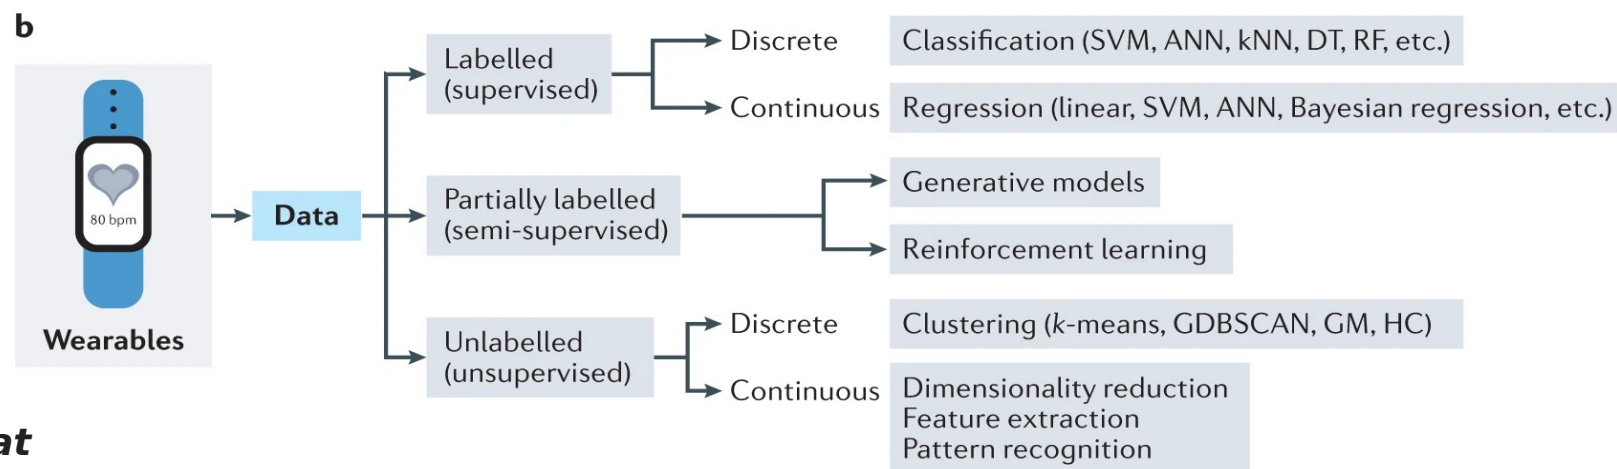 b
80 bpm
Wearables
Data
Labelled
(supervised)
Discrete
Classification (SVM, ANN, kNN, DT, RF, etc.)
Continuous
Regression (linear, SVM, ANN, Bayesian regression, etc.)
Partially labelled
(semi-supervised)
Generative models
Reinforcement learning
Unlabelled
(unsupervised)
Discrete
Clustering (k-means, GDBSCAN, GM, HC)
Continuous
Dimensionality reduction
Feature extraction
Pattern recognition
at